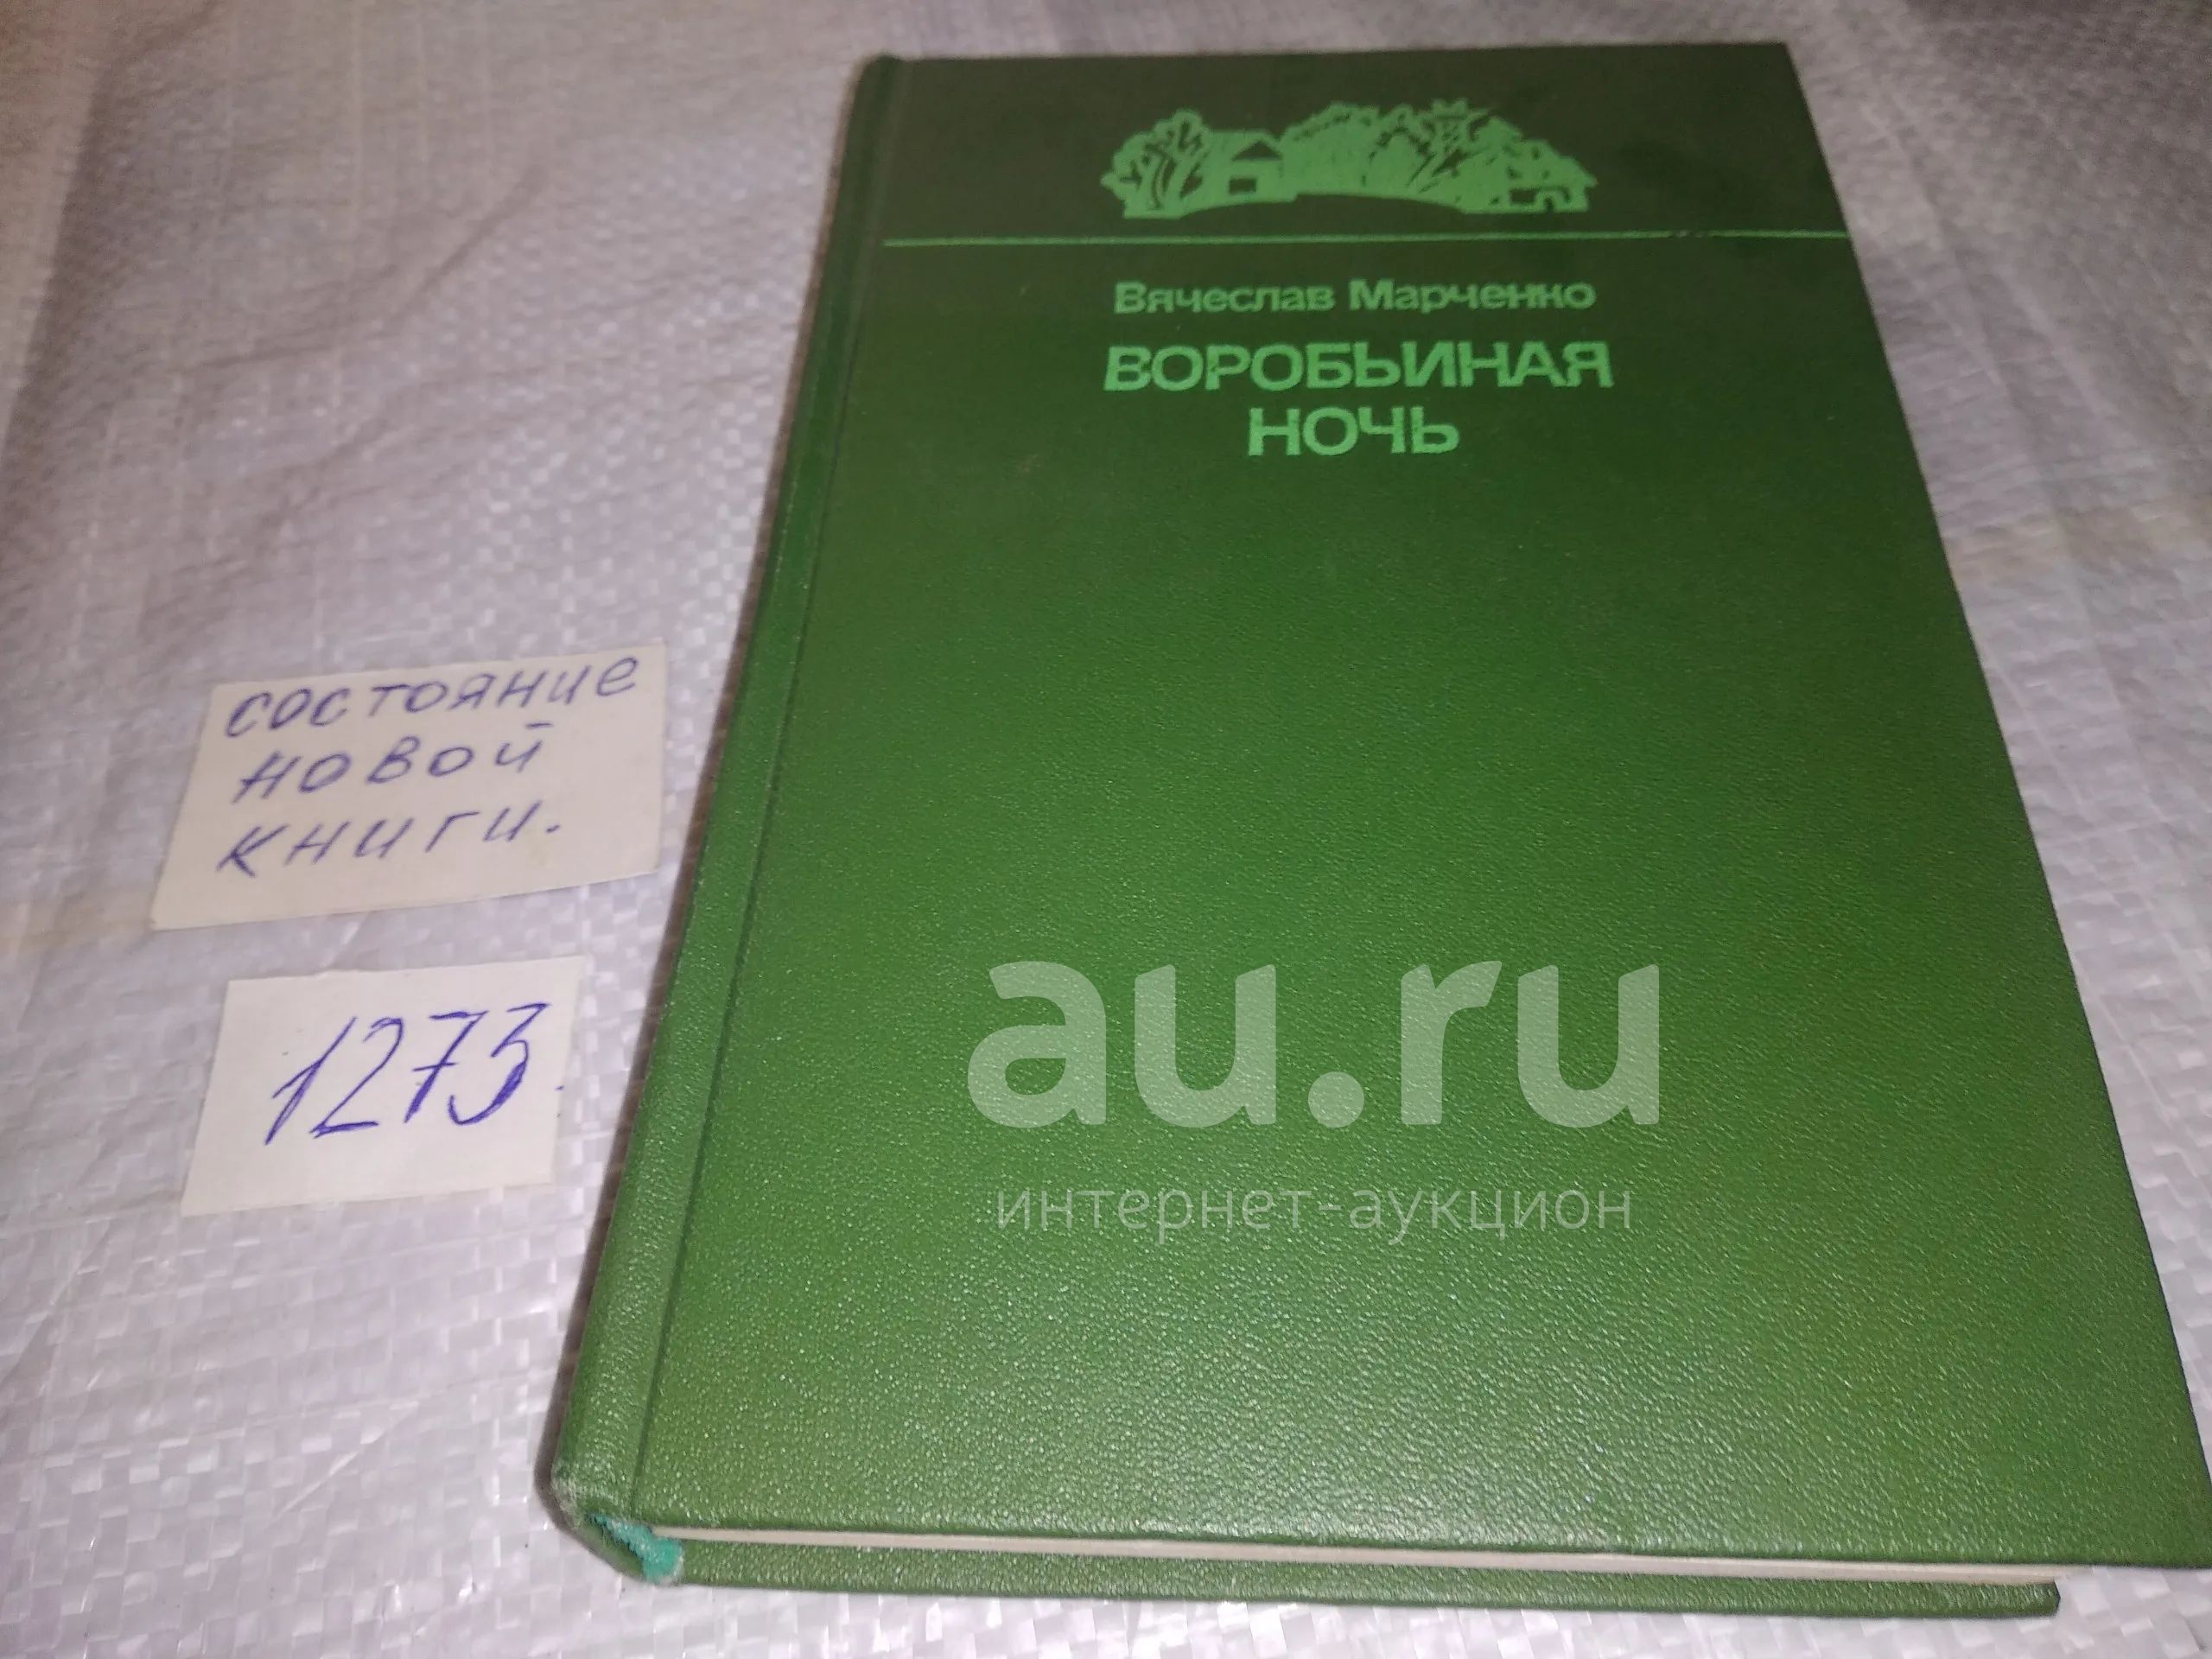 Вячеслав Марченко
ВОРОБЬИНАЯ
НОЧЬ
состояние
новой
книги.
1273
au.ru
интернет-аукцион